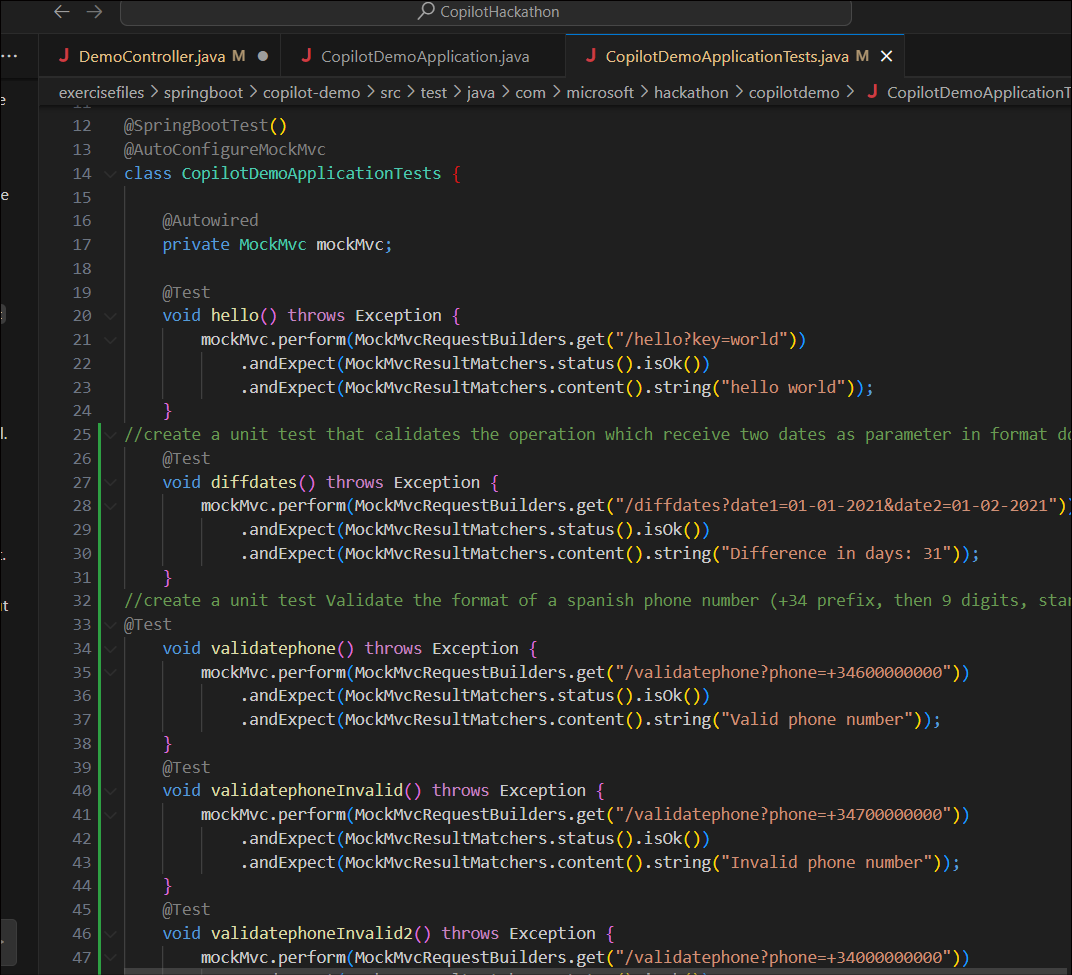 CopilotHackathon
DemoController.java M CopilotDemoApplication.java CopilotDemoApplicationTests.java M
exercisefiles > springboot > copilot-demo > src > test > java > com > microsoft > hackathon > copilotdemo > J CopilotDemoApplicationT
12 @SpringBootTest()
13 @AutoConfigureMockMvc
14 class CopilotDemoApplicationTests {
15
16 @Autowired
17 private MockMvc mockMvc;
18
19 @Test
20 void hello() throws Exception {
21 mockMvc.perform(MockMvcRequestBuilders.get("/hello?key=world"))
22 .andExpect(MockMvcResultMatchers.status().isOk())
23 .andExpect(MockMvcResultMatchers.content().string("hello world"));
24 }
25 //create a unit test that calidates the operation which receive two dates as parameter in format do
26 @Test
27 void diffdates() throws Exception {
28 mockMvc.perform(MockMvcRequestBuilders.get("/diffdates?date1=01-01-2021&date2=01-02-2021"))
29 .andExpect(MockMvcResultMatchers.status().isOk())
30 .andExpect(MockMvcResultMatchers.content().string("Difference in days: 31"));
31 }
32 //create a unit test Validate the format of a spanish phone number (+34 prefix, then 9 digits, star
33 @Test
34 void validatephone() throws Exception {
35 mockMvc.perform(MockMvcRequestBuilders.get("/validatephone?phone=+34600000000"))
36 .andExpect(MockMvcResultMatchers.status().isOk())
37 .andExpect(MockMvcResultMatchers.content().string("Valid phone number"));
38 }
39 @Test
40 void validatephoneInvalid() throws Exception {
41 mockMvc.perform(MockMvcRequestBuilders.get("/validatephone?phone=+34700000000"))
42 .andExpect(MockMvcResultMatchers.status().isOk())
43 .andExpect(MockMvcResultMatchers.content().string("Invalid phone number"));
44 }
45 @Test
46 void validatephoneInvalid2() throws Exception {
47 mockMvc.perform(MockMvcRequestBuilders.get("/validatephone?phone=+34000000000"))